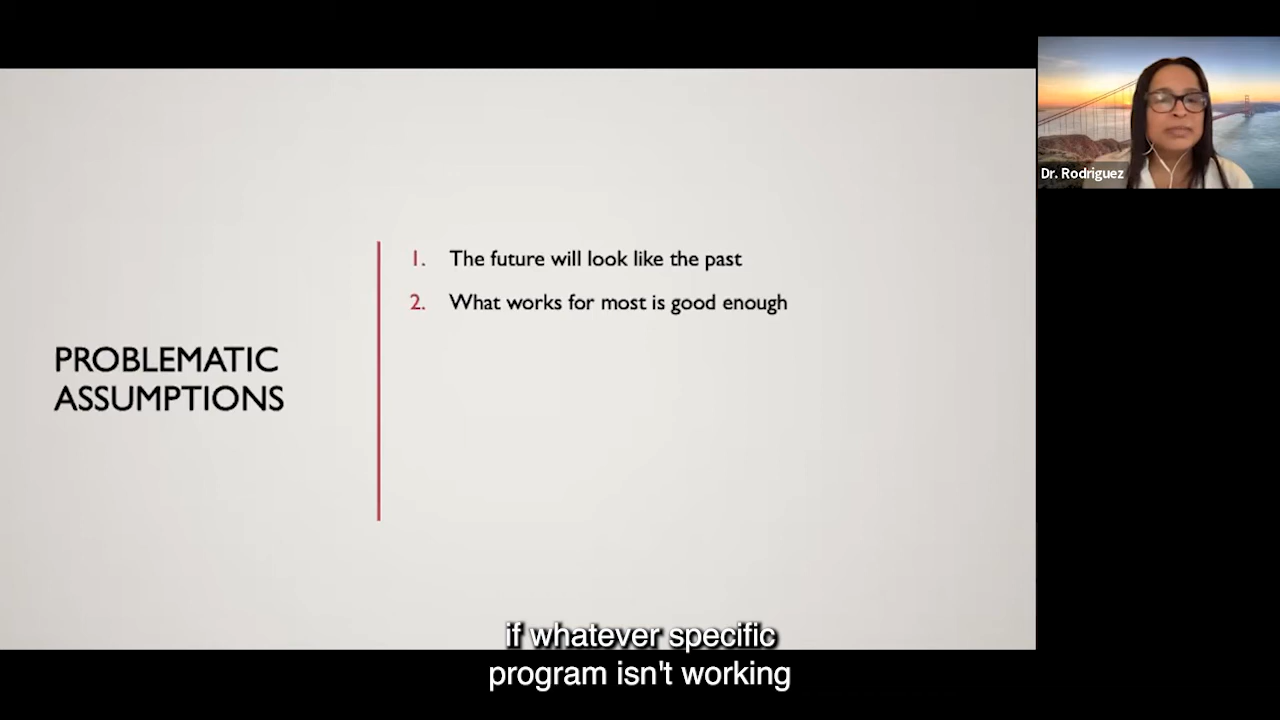 Dr. Rodriguez
PROBLEMATIC
ASSUMPTIONS
1. The future will look like the past
2. What works for most is good enough
if whatever specific
program isn't working